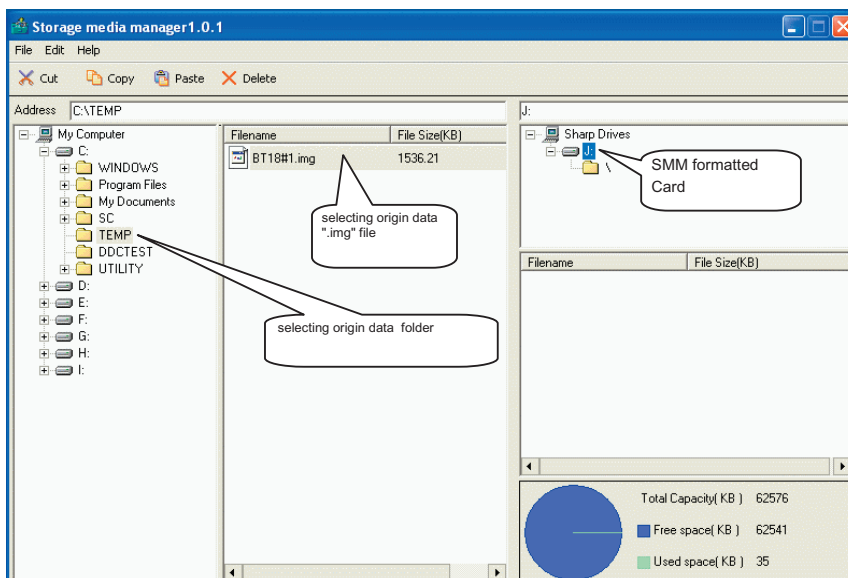 Storage media manager1.0.1
File Edit Help
Cut Copy Paste Delete
Address C:\TEMP
J:
My Computer
C:
WINDOWS
Program Files
My Documents
SC
TEMP
DDCTEST
UTILITY
D:
E:
F:
G:
H:
I:
Filename File Size(KB)
BT18#1.img 1536.21
selecting origin data
".img" file
selecting origin data folder
Sharp Drives
J:
\
SMM formatted
Card
Filename File Size(KB)
Total Capacity( KB ) 62576
Free space( KB ) 62541
Used space( KB ) 35